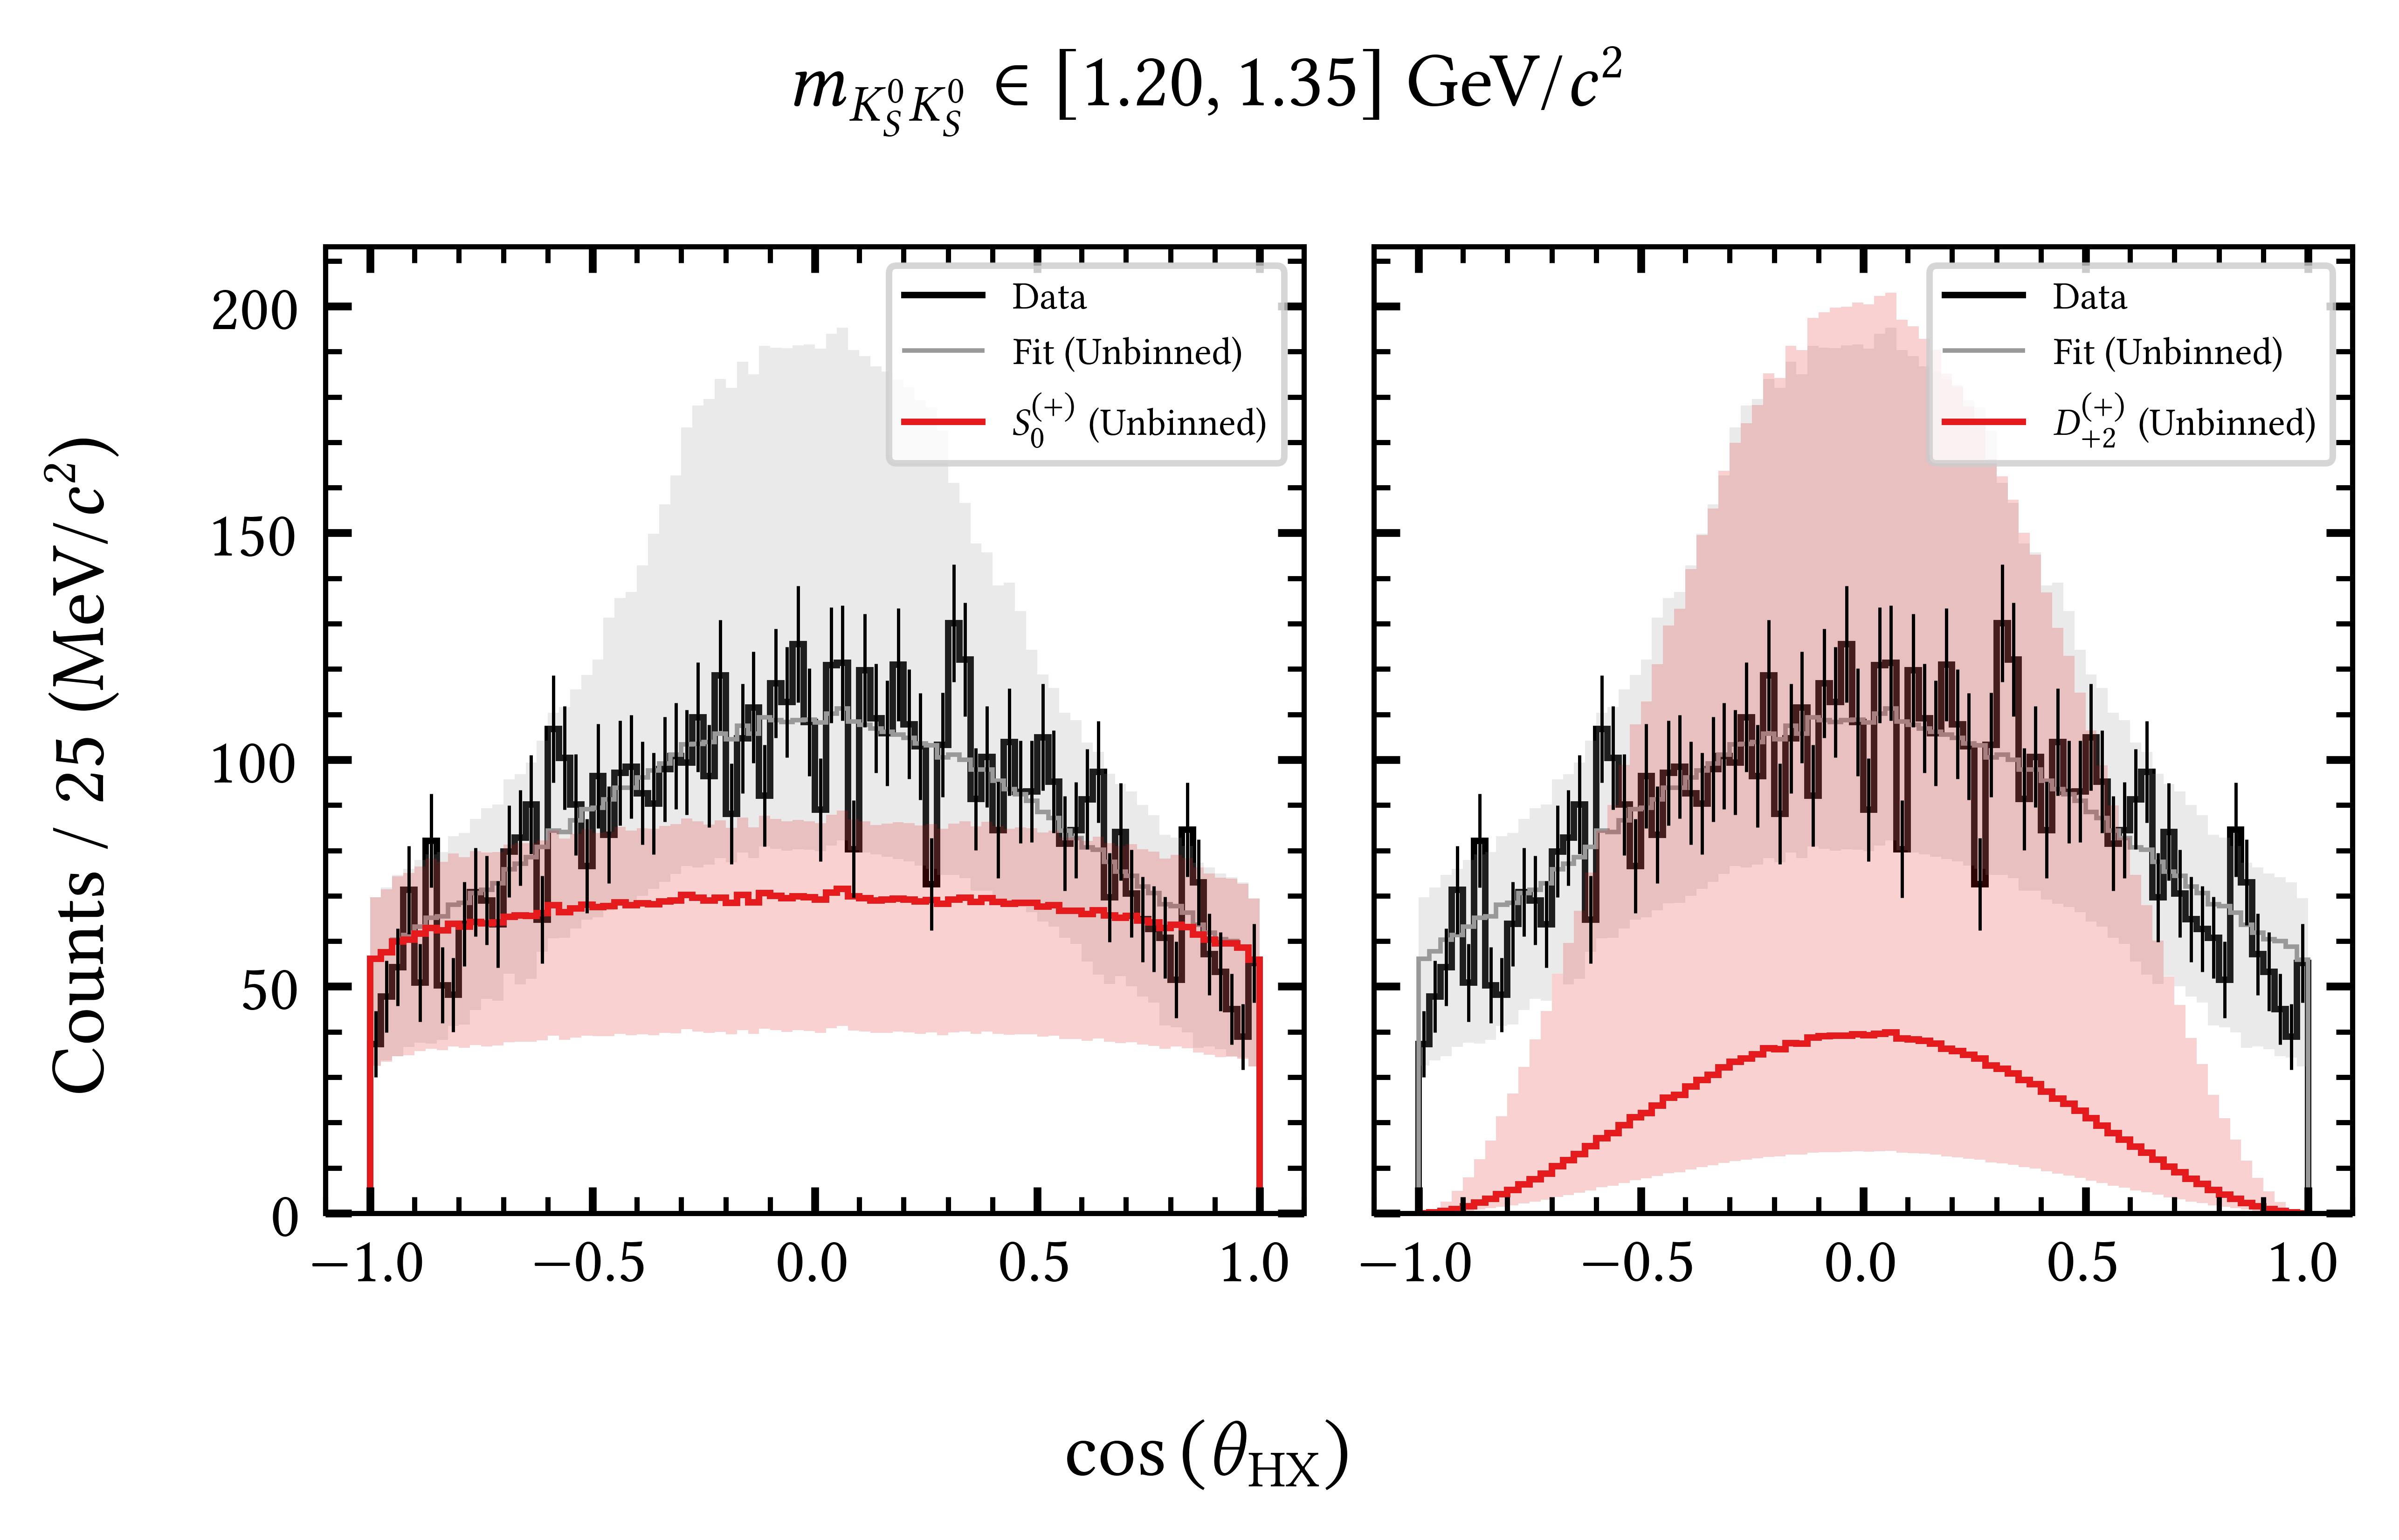 m_{K_S^0 K_S^0} ∈ [1.20, 1.35] GeV/c²
Counts / 25 (MeV/c²)
200
150
100
50
0
Data
Fit (Unbinned)
S_0^{(+)} (Unbinned)
Data
Fit (Unbinned)
D_{+2}^{(+)} (Unbinned)
−1.0 −0.5 0.0 0.5 1.0
−1.0 −0.5 0.0 0.5 1.0
cos (θ_HX)